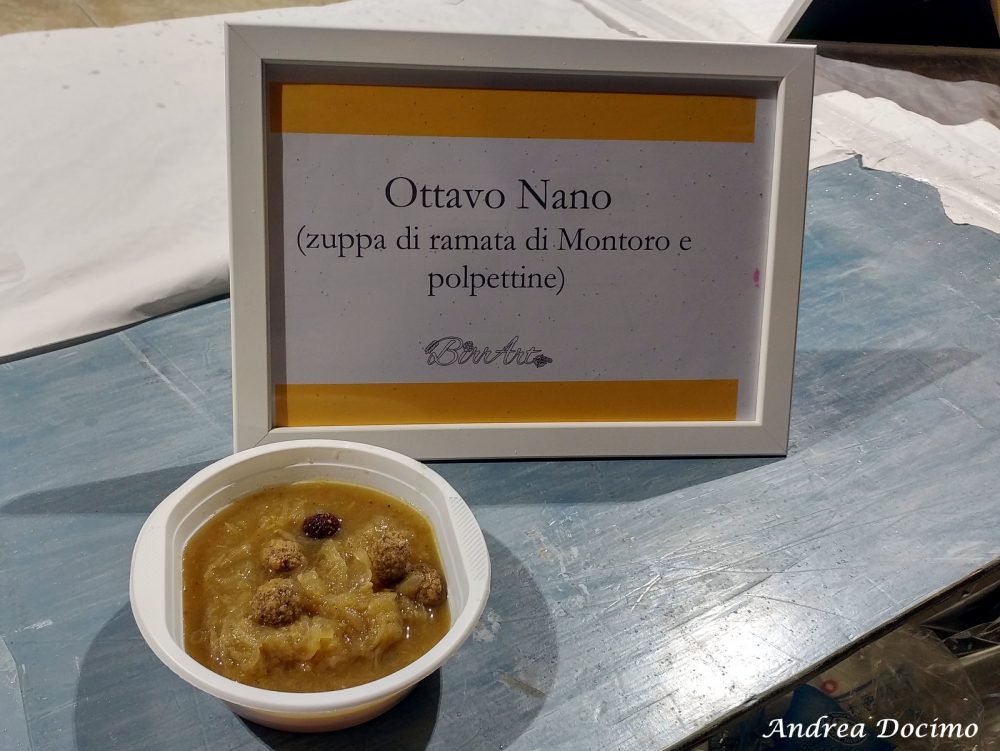 Ottavo Nano
(zuppa di ramata di Montoro e
polpettine)
BirrArt
Andrea Docimo